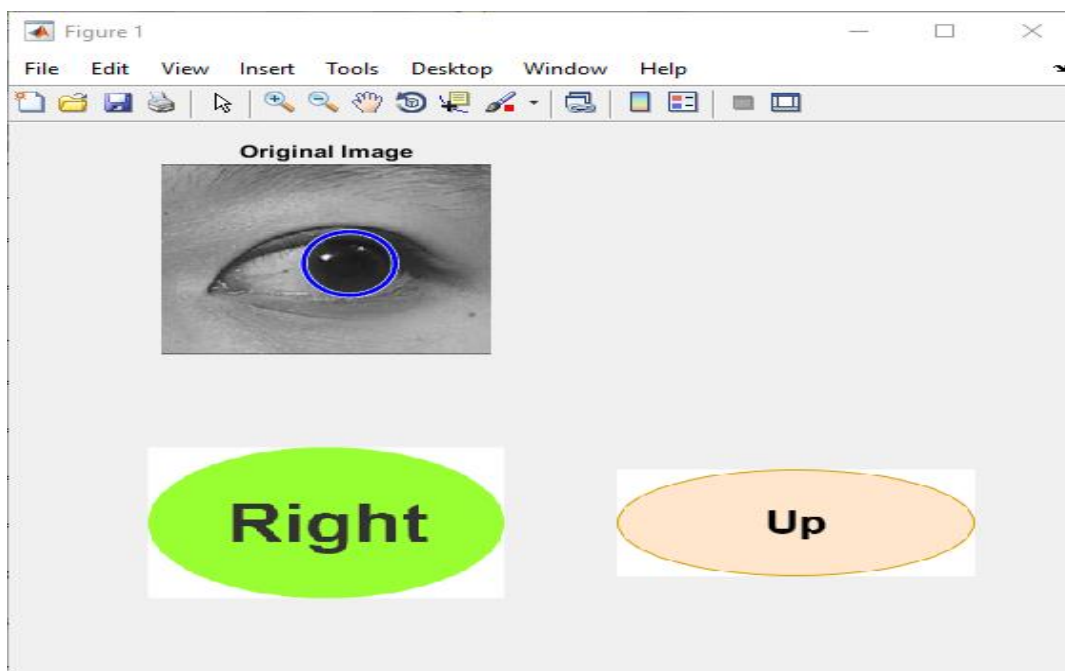 Figure 1
File Edit View Insert Tools Desktop Window Help
Original Image
Right
Up